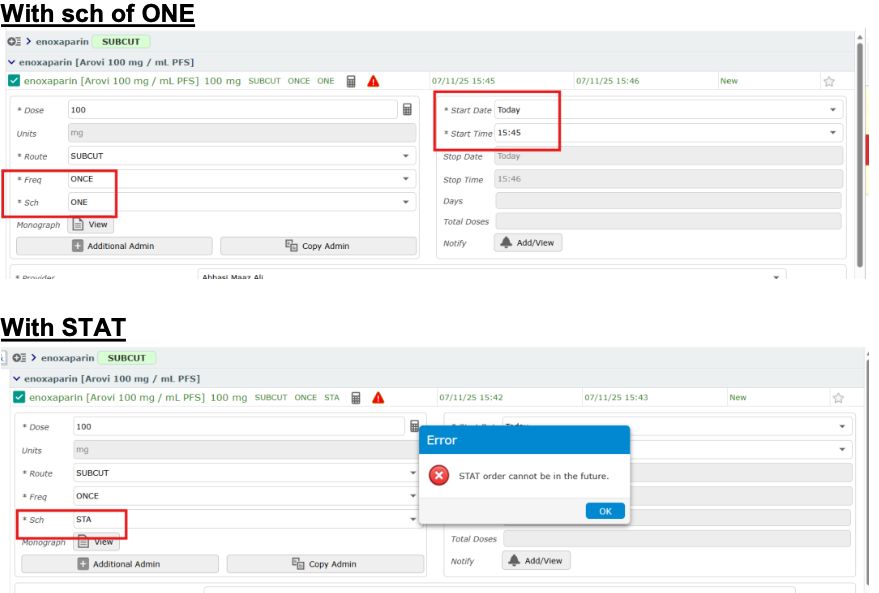 With sch of ONE
enoxaparin SUBCUT
enoxaparin [Arovi 100 mg / mL PFS]
enoxaparin [Arovi 100 mg / mL PFS] 100 mg SUBCUT ONCE ONE 07/11/25 15:45 07/11/25 15:46 New
* Dose 100 * Start Date Today
Units mg * Start Time 15:45
* Route SUBCUT Stop Date Today
* Freq ONCE Stop Time 15:46
* Sch ONE Days
Monograph View Total Doses
Additional Admin Copy Admin Notify Add/View
* Provider Abbasi Maaz Ali
With STAT
enoxaparin SUBCUT
enoxaparin [Arovi 100 mg / mL PFS]
enoxaparin [Arovi 100 mg / mL PFS] 100 mg SUBCUT ONCE STA 07/11/25 15:42 07/11/25 15:43 New
* Dose 100
Error
Units mg
* Route SUBCUT STAT order cannot be in the future.
* Freq ONCE
OK
* Sch STA
Monograph View Total Doses
Additional Admin Copy Admin Notify Add/View